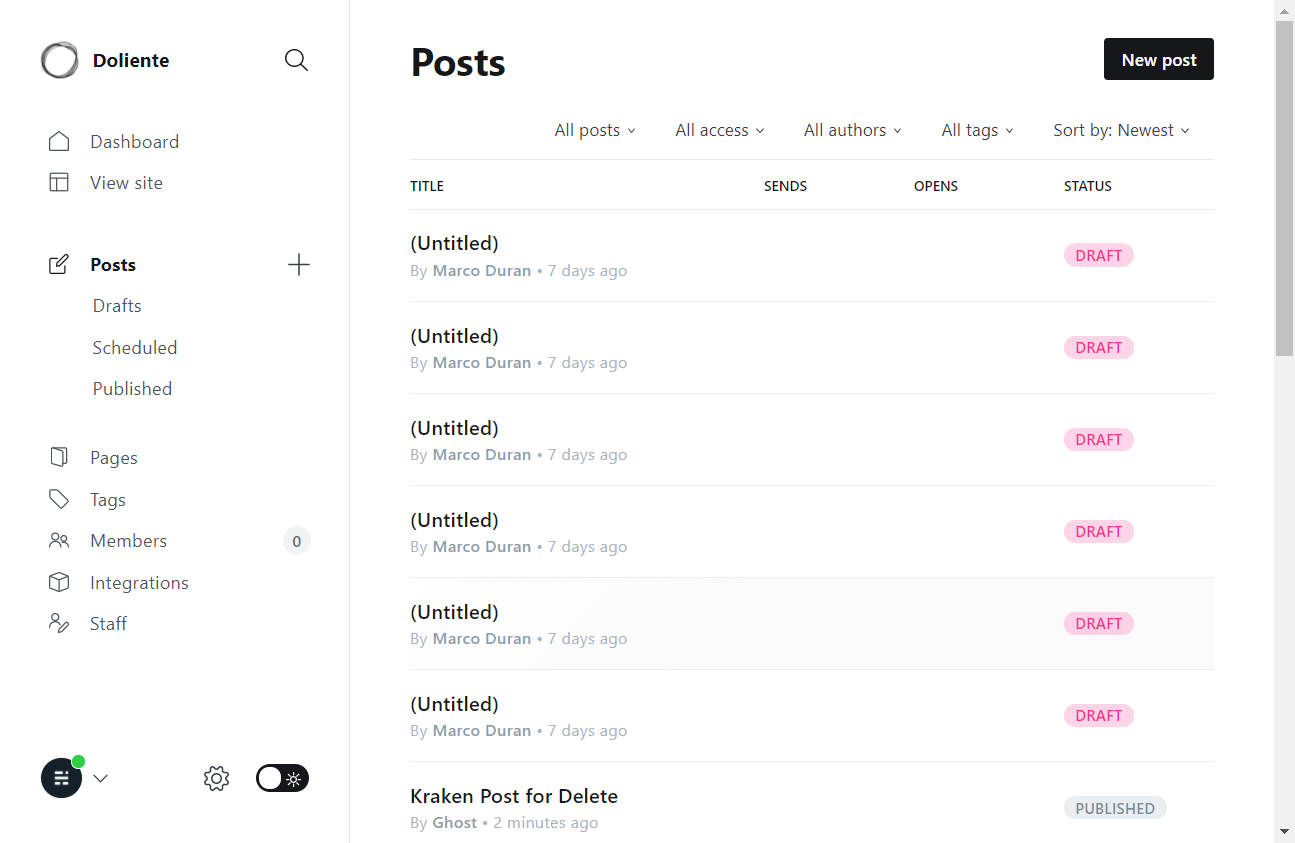 Doliente
Dashboard
View site
Posts
Drafts
Scheduled
Published
Pages
Tags
Members 0
Integrations
Staff
Posts
New post
All posts All access All authors All tags Sort by: Newest
TITLE SENDS OPENS STATUS
(Untitled)
By Marco Duran • 7 days ago
DRAFT
(Untitled)
By Marco Duran • 7 days ago
DRAFT
(Untitled)
By Marco Duran • 7 days ago
DRAFT
(Untitled)
By Marco Duran • 7 days ago
DRAFT
(Untitled)
By Marco Duran • 7 days ago
DRAFT
(Untitled)
By Marco Duran • 7 days ago
DRAFT
Kraken Post for Delete
By Ghost • 2 minutes ago
PUBLISHED